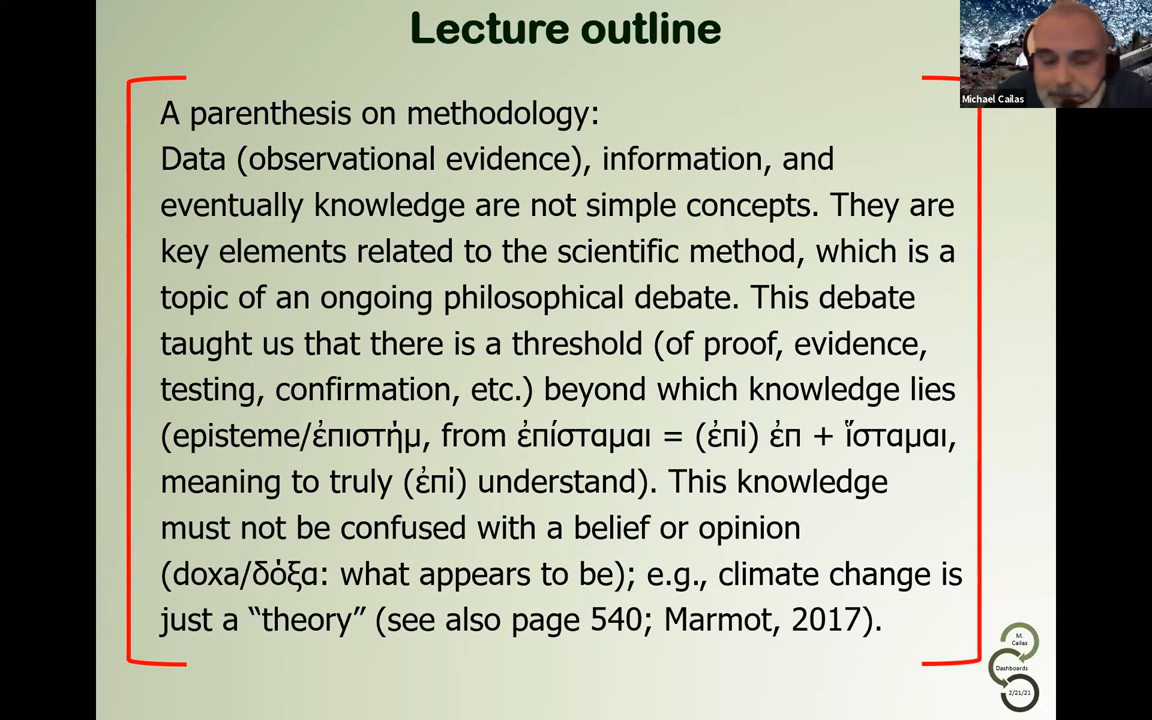 Lecture outline
Michael Cailas
A parenthesis on methodology:
Data (observational evidence), information, and
eventually knowledge are not simple concepts. They are
key elements related to the scientific method, which is a
topic of an ongoing philosophical debate. This debate
taught us that there is a threshold (of proof, evidence,
testing, confirmation, etc.) beyond which knowledge lies
(episteme/ἐπιστήμ, from ἐπίσταμαι = (ἐπί) ἐπ + ἵσταμαι,
meaning to truly (ἐπί) understand). This knowledge
must not be confused with a belief or opinion
(doxa/δόξα: what appears to be); e.g., climate change is
just a “theory” (see also page 540; Marmot, 2017).
M.
Cailas
Dashboards
2/21/21